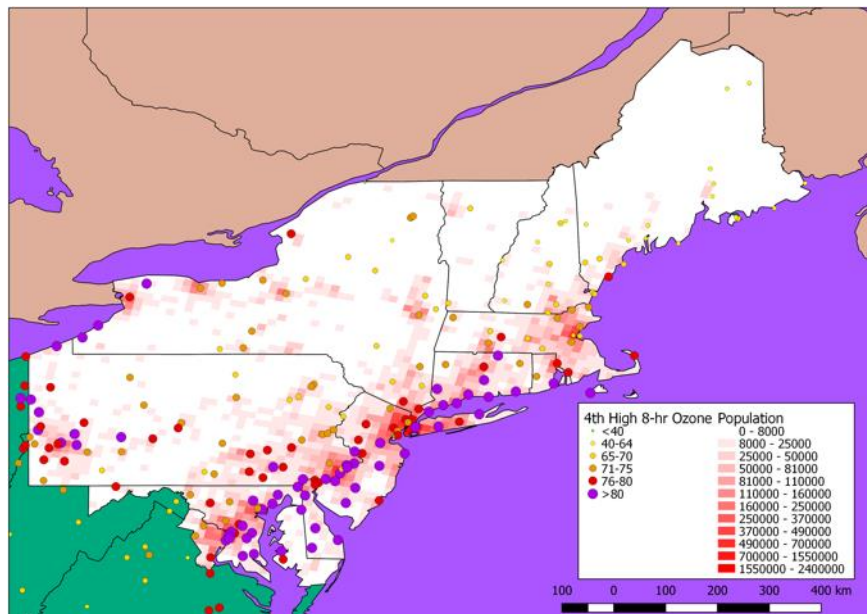 4th High 8-hr Ozone
<40
40-64
65-70
71-75
76-80
>80
Population
0 - 8000
8000 - 25000
25000 - 50000
50000 - 81000
81000 - 110000
110000 - 160000
160000 - 250000
250000 - 370000
370000 - 490000
490000 - 700000
700000 - 1550000
1550000 - 2400000
100 0 100 200 300 400 km